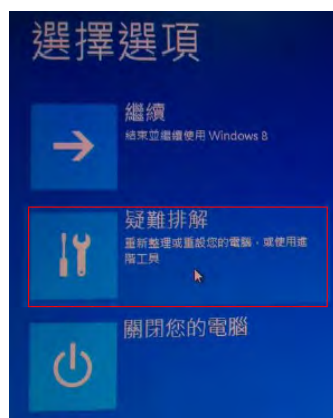 選擇選項
繼續
結束並繼續使用 Windows 8
疑難排解
重新整理或重設您的電腦，或使用進
階工具
關閉您的電腦